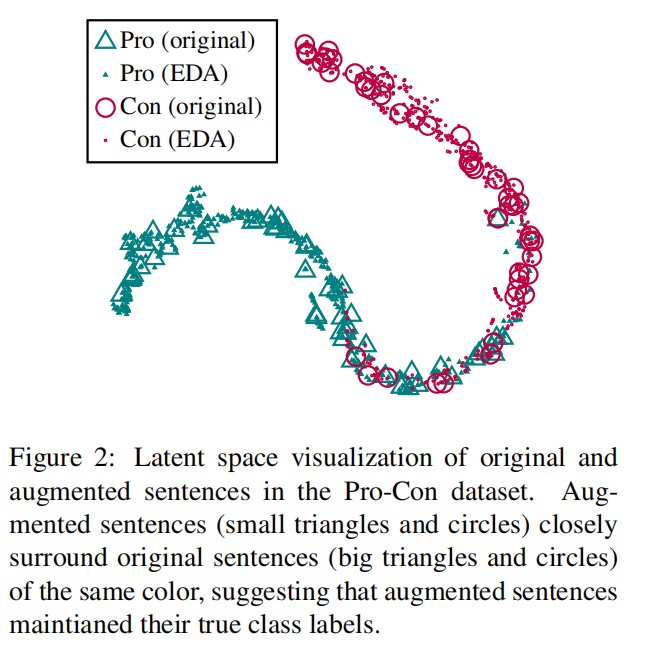 Pro (original)
Pro (EDA)
Con (original)
Con (EDA)
Figure 2: Latent space visualization of original and
augmented sentences in the Pro-Con dataset. Aug-
mented sentences (small triangles and circles) closely
surround original sentences (big triangles and circles)
of the same color, suggesting that augmented sentences
maintianed their true class labels.